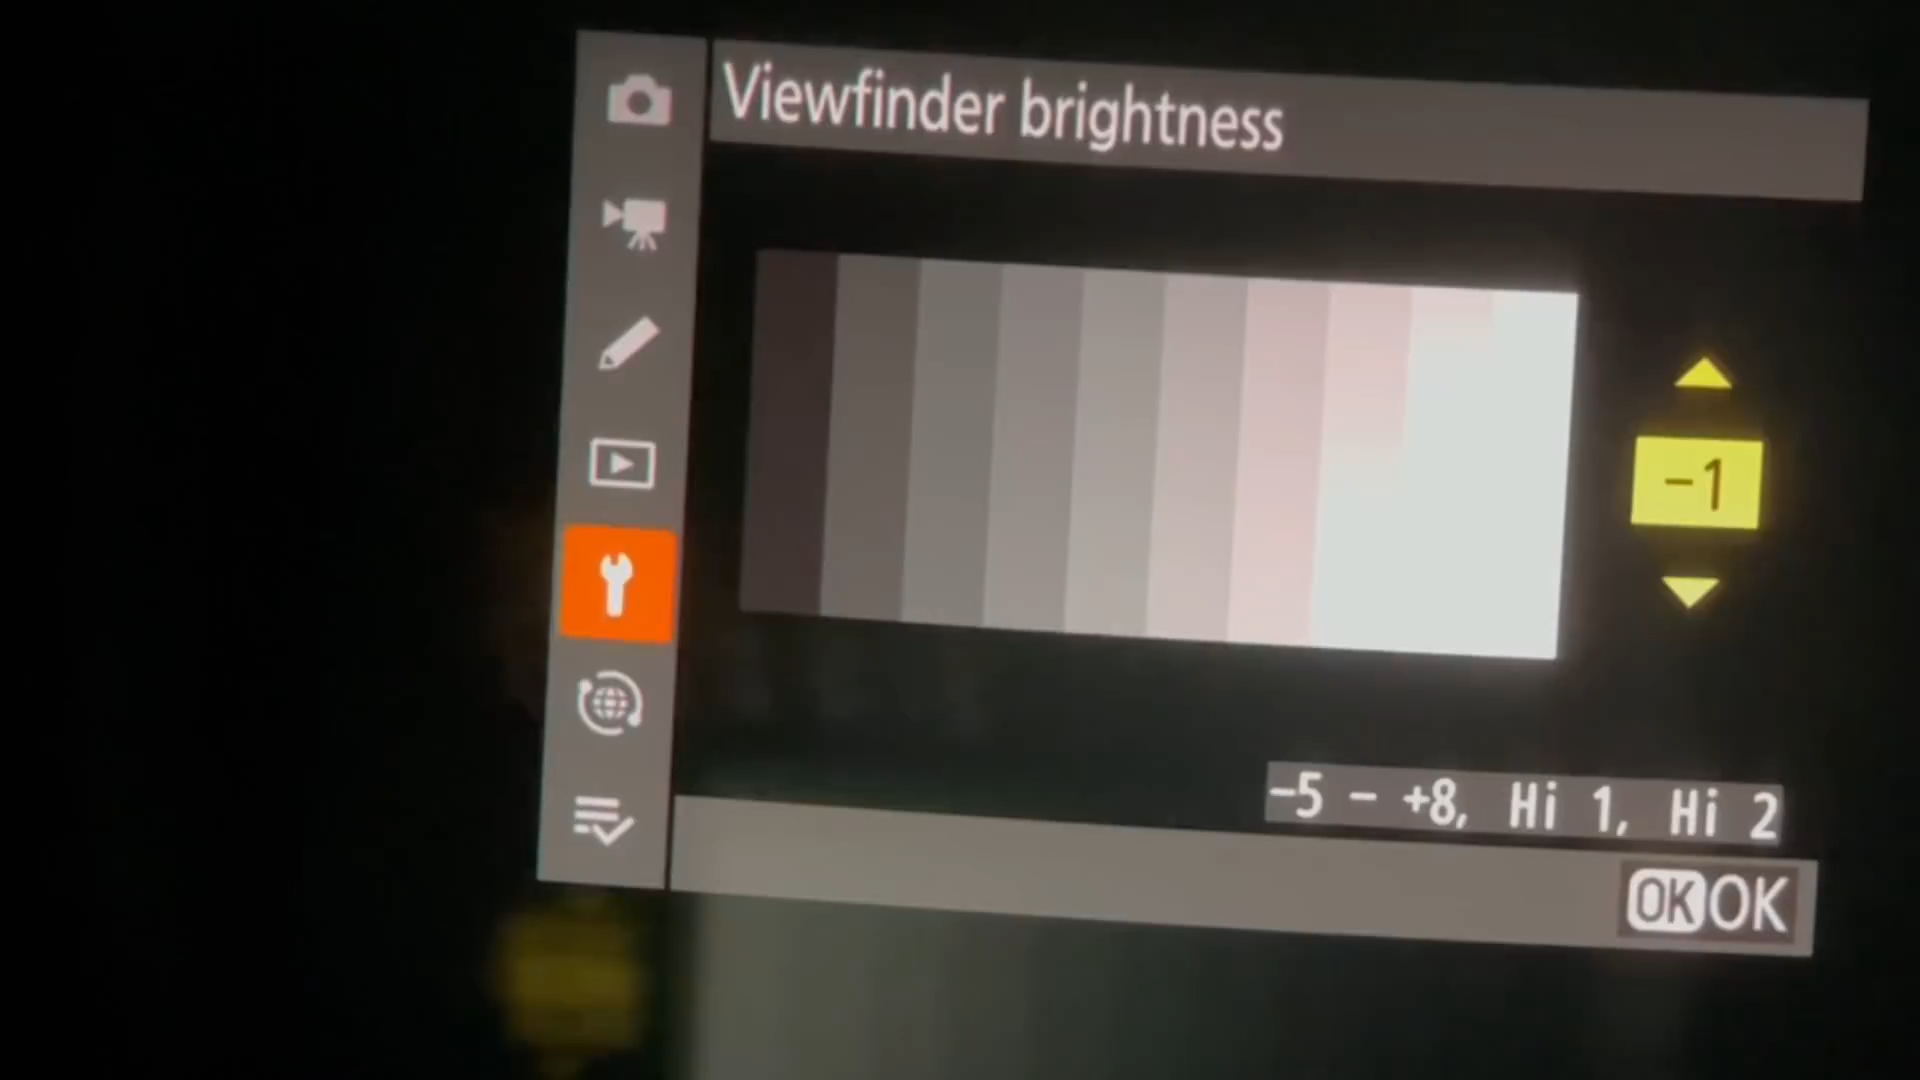 Viewfinder brightness
−1
−5 − +8, Hi 1, Hi 2
OK OK